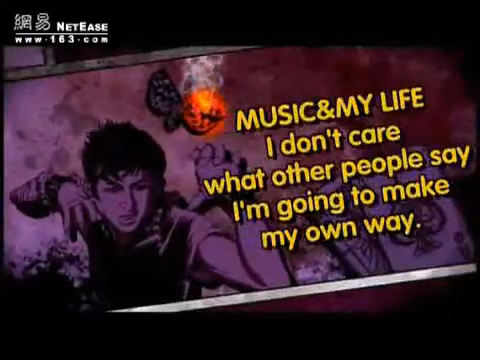 網易 NETEASE
www.163.com
MUSIC&MY LIFE
I don't care
what other people say
I'm going to make
my own way.